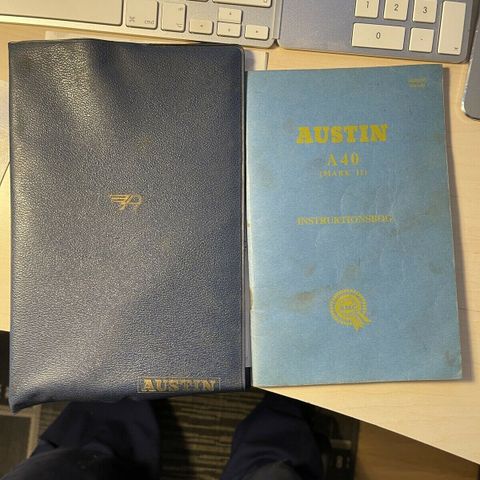 AUSTIN
AUSTIN
A40
(MARK II)
INSTRUKTIONSBOG